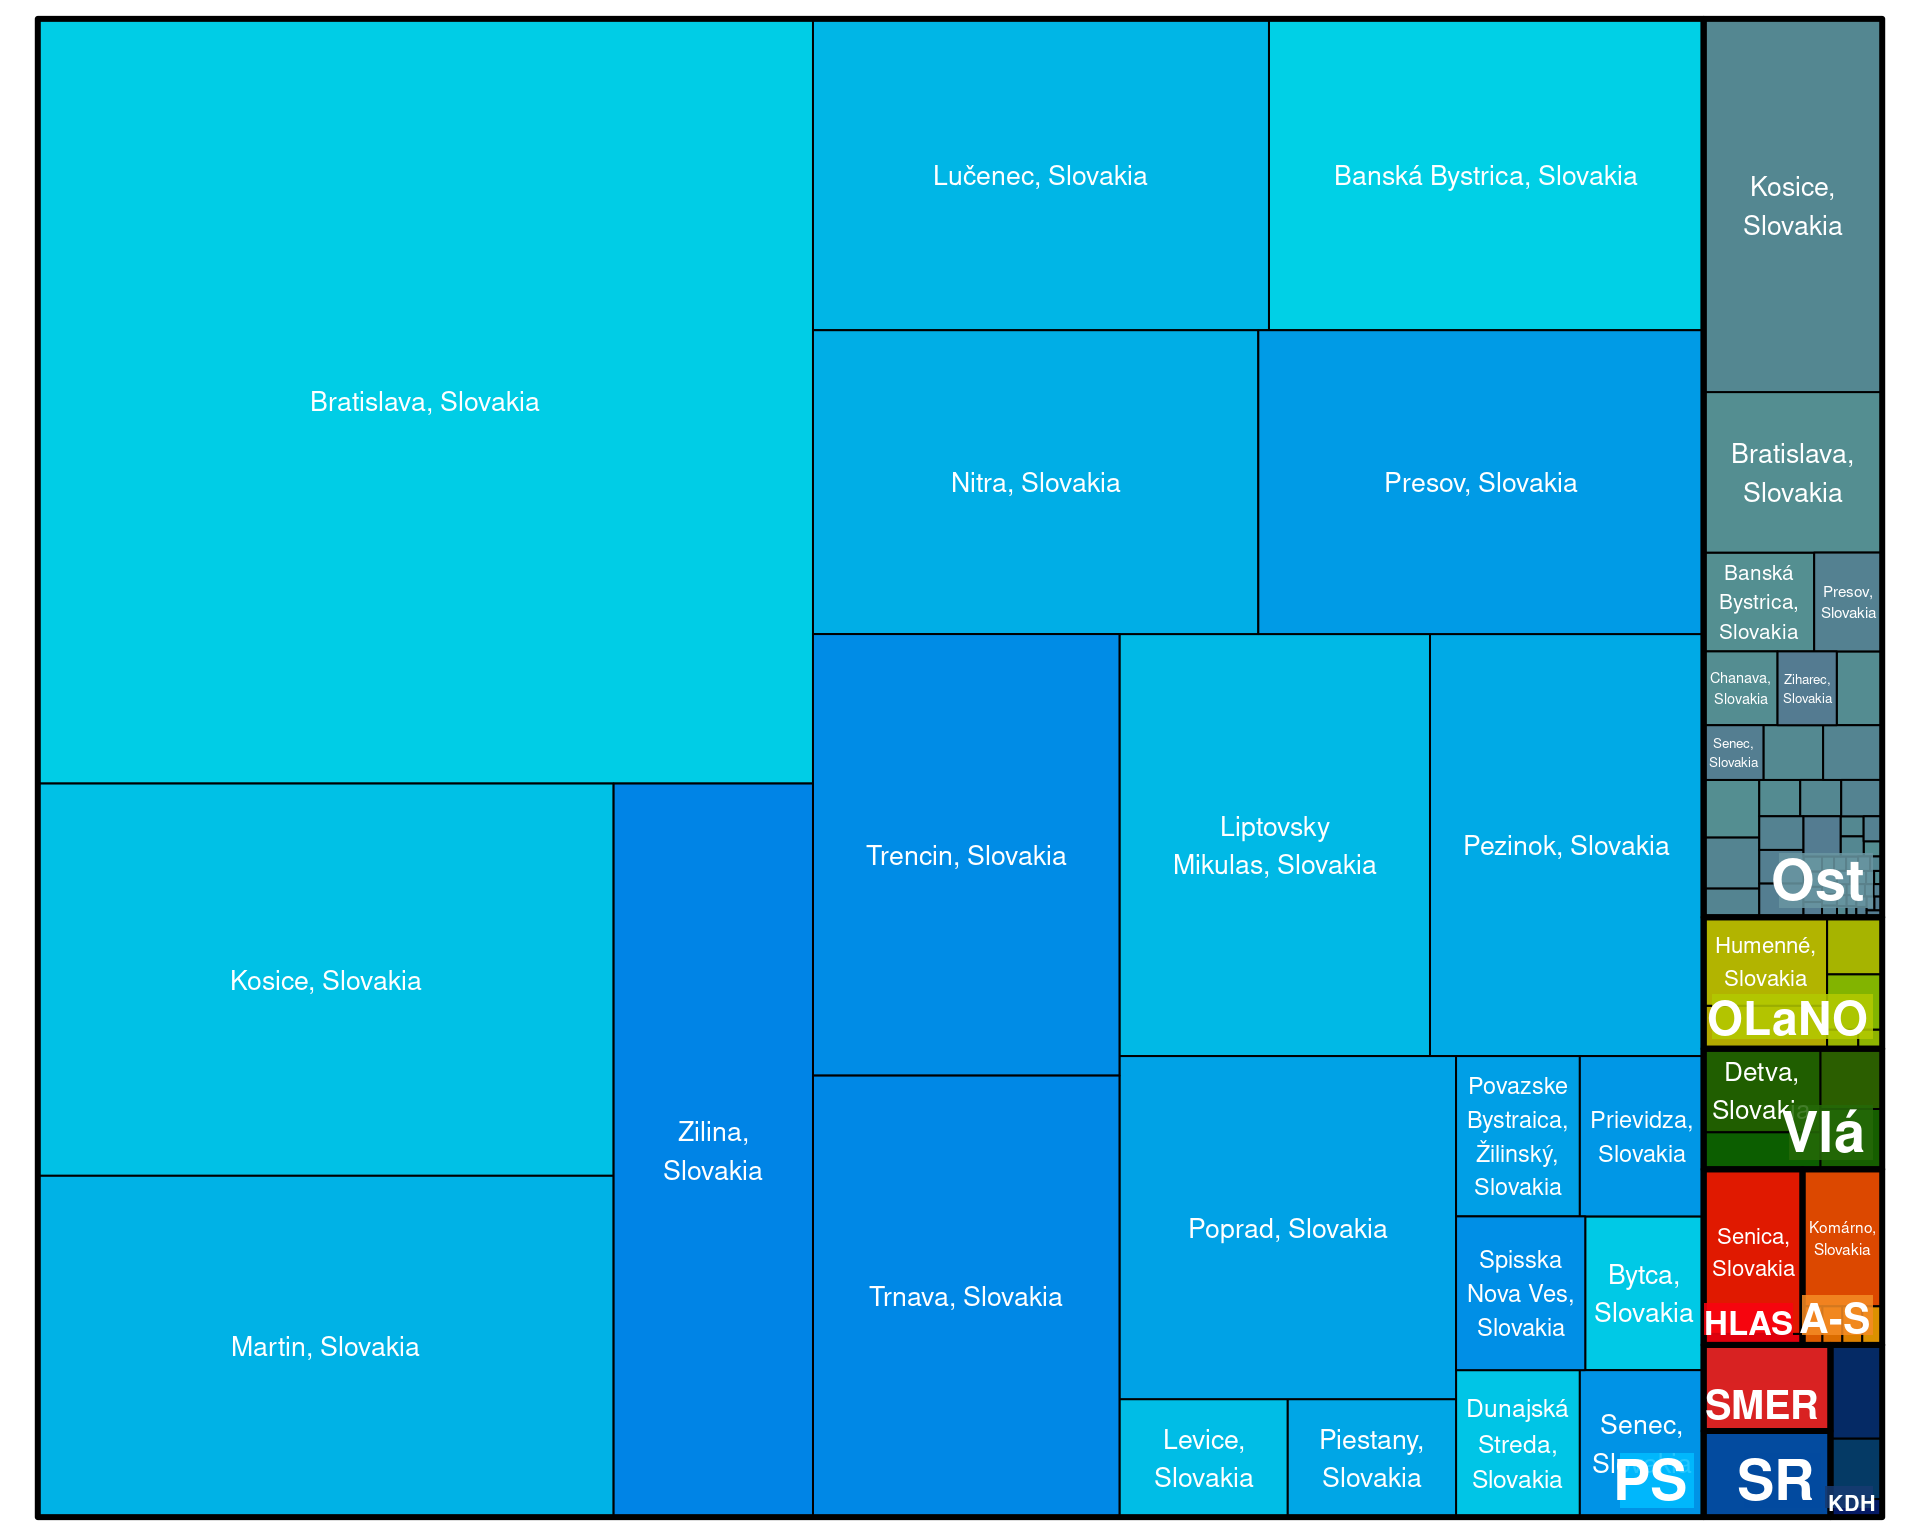 Bratislava, Slovakia
Lučenec, Slovakia
Banská Bystrica, Slovakia
Nitra, Slovakia
Presov, Slovakia
Kosice, Slovakia
Martin, Slovakia
Zilina,
Slovakia
Trencin, Slovakia
Trnava, Slovakia
Liptovsky
Mikulas, Slovakia
Pezinok, Slovakia
Poprad, Slovakia
Levice,
Slovakia
Piestany,
Slovakia
Povazske
Bystraica,
Žilinský,
Slovakia
Prievidza,
Slovakia
Spisska
Nova Ves,
Slovakia
Bytca,
Slovakia
Dunajská
Streda,
Slovakia
Senec,
Slovakia
PS
Kosice,
Slovakia
Bratislava,
Slovakia
Banská
Bystrica,
Slovakia
Presov,
Slovakia
Chanava,
Slovakia
Ziharec,
Slovakia
Senec,
Slovakia
Ost
Humenné,
Slovakia
OLaNO
Detva,
Slovakia
Vlá
Senica,
Slovakia
HLAS
Komárno,
Slovakia
A-S
SMER
SR
KDH